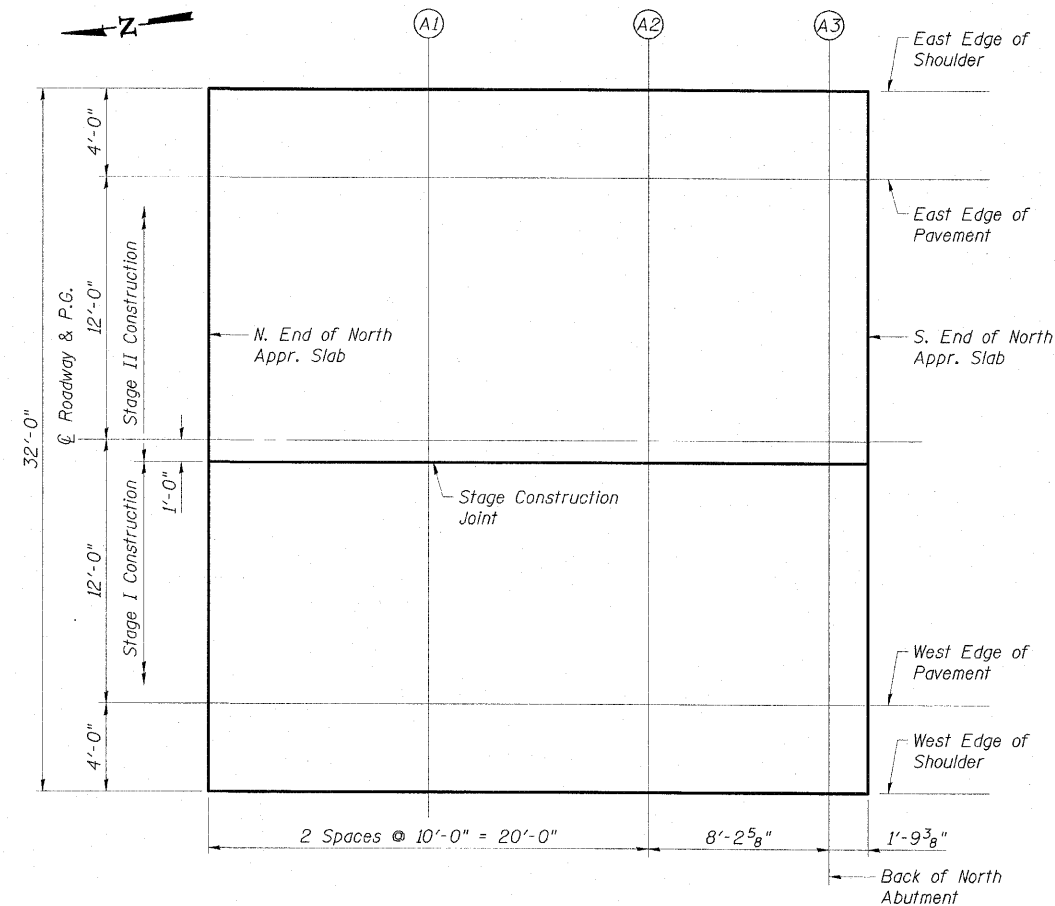 Z
A1
A2
A3
East Edge of
Shoulder
4'-0"
East Edge of
Pavement
32'-0"
℄ Roadway & P.G.
12'-0"
Stage II Construction
N. End of North
Appr. Slab
S. End of North
Appr. Slab
1'-0"
Stage Construction
Joint
12'-0"
Stage I Construction
West Edge of
Pavement
4'-0"
West Edge of
Shoulder
2 Spaces @ 10'-0" = 20'-0"
8'-2⅝"
1'-9⅜"
Back of North
Abutment